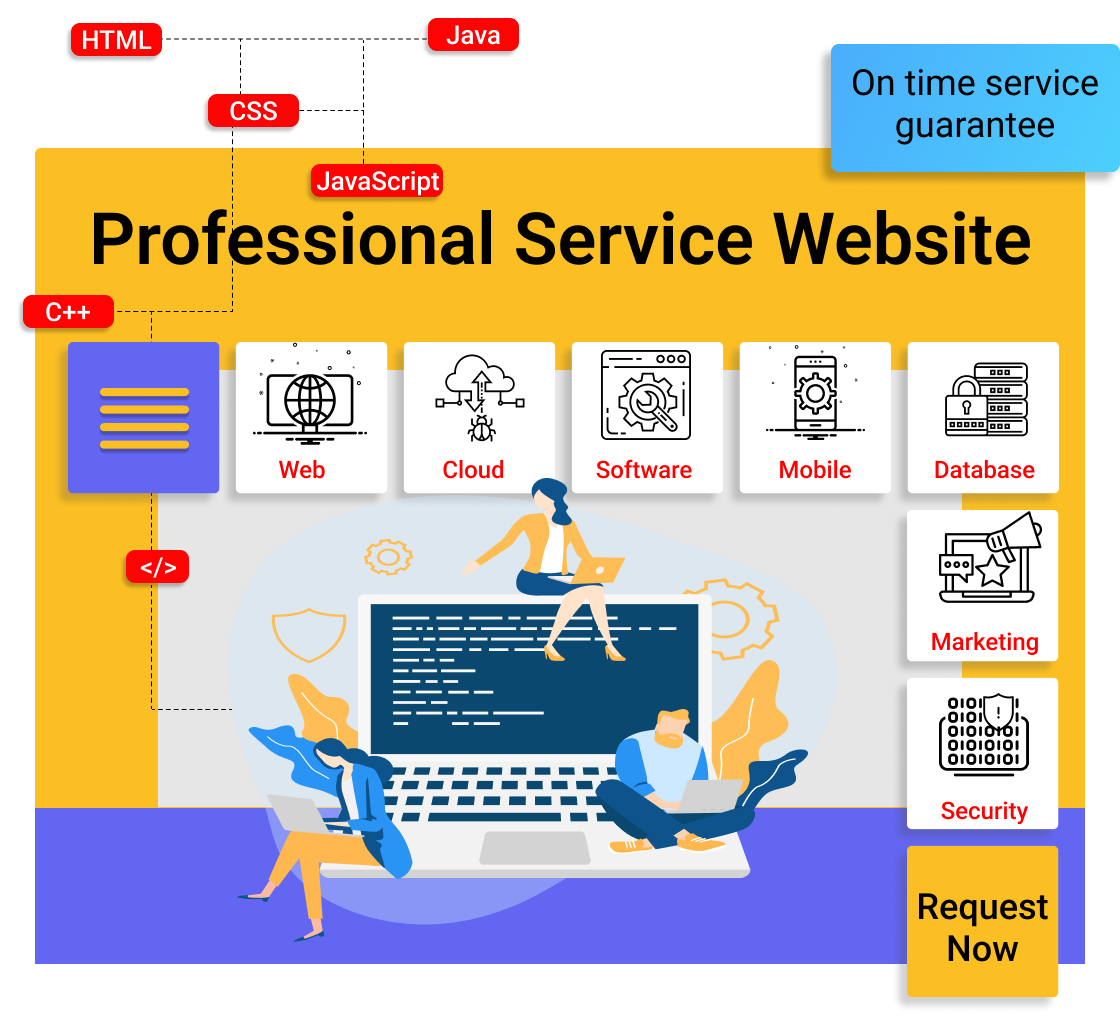 HTML
Java
CSS
JavaScript
On time service
guarantee
Professional Service Website
C++
Web
Cloud
Software
Mobile
Database
</>
Marketing
Security
Request
Now